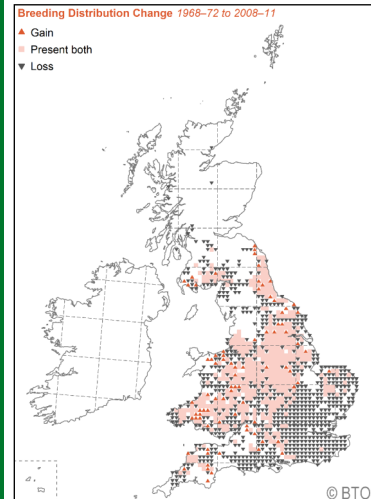 Breeding Distribution Change 1968–72 to 2008–11
Gain
Present both
Loss
© BTO